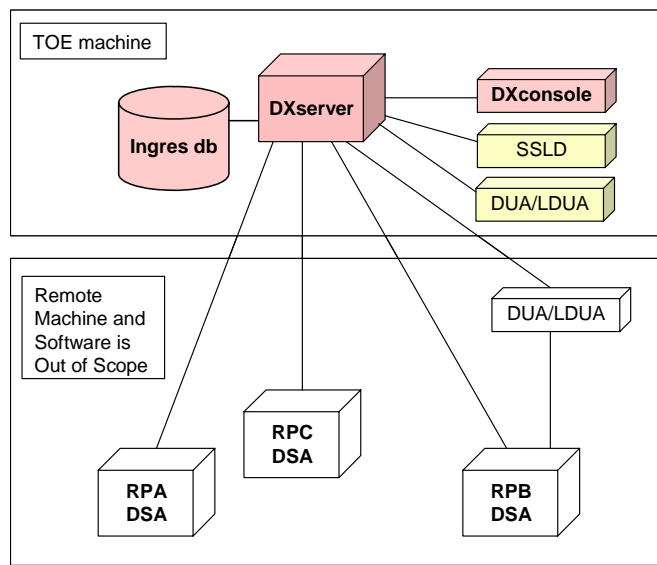 TOE machine
DXserver
Ingres db
DXconsole
SSLD
DUA/LDUA
Remote
Machine and
Software is
Out of Scope
DUA/LDUA
RPC
DSA
RPA
DSA
RPB
DSA